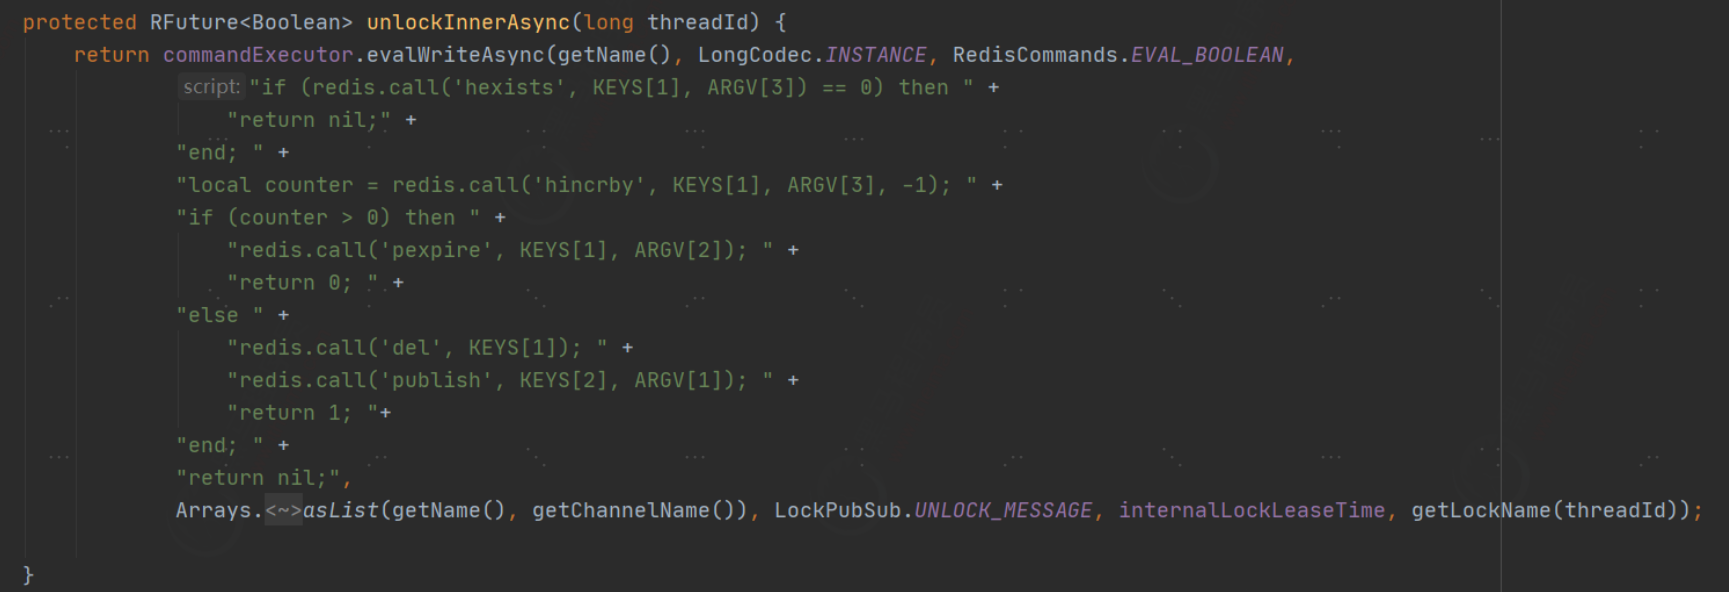 protected RFuture<Boolean> unlockInnerAsync(long threadId) {
return commandExecutor.evalWriteAsync(getName(), LongCodec.INSTANCE, RedisCommands.EVAL_BOOLEAN,
script: "if (redis.call('hexists', KEYS[1], ARGV[3]) == 0) then " +
"return nil;" +
"end; " +
"local counter = redis.call('hincrby', KEYS[1], ARGV[3], -1); " +
"if (counter > 0) then " +
"redis.call('pexpire', KEYS[1], ARGV[2]); " +
"return 0; " +
"else " +
"redis.call('del', KEYS[1]); " +
"redis.call('publish', KEYS[2], ARGV[1]); " +
"return 1; "+
"end; " +
"return nil;",
Arrays.<~>asList(getName(), getChannelName()), LockPubSub.UNLOCK_MESSAGE, internalLockLeaseTime, getLockName(threadId));
}